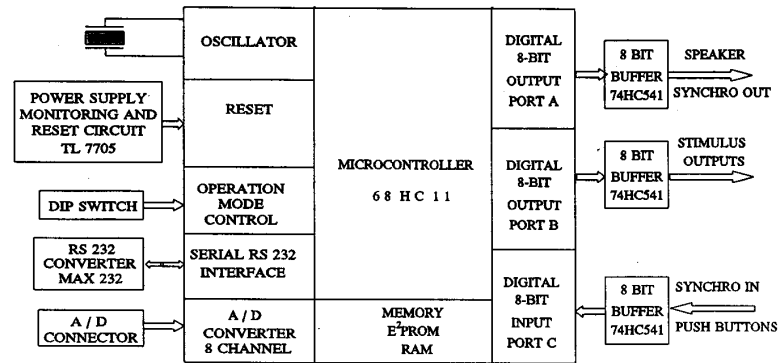 OSCILLATOR
POWER SUPPLY
MONITORING AND
RESET CIRCUIT
TL 7705
RESET
DIP SWITCH
OPERATION
MODE
CONTROL
RS 232
CONVERTER
MAX 232
SERIAL RS 232
INTERFACE
A / D
CONNECTOR
A / D
CONVERTER
8 CHANNEL
MICROCONTROLLER
68 HC 11
MEMORY
E²PROM
RAM
DIGITAL
8-BIT
OUTPUT
PORT A
DIGITAL
8-BIT
OUTPUT
PORT B
DIGITAL
8-BIT
INPUT
PORT C
8 BIT
BUFFER
74HC541
SPEAKER
SYNCHRO OUT
8 BIT
BUFFER
74HC541
STIMULUS
OUTPUTS
8 BIT
BUFFER
74HC541
SYNCHRO IN
PUSH BUTTONS